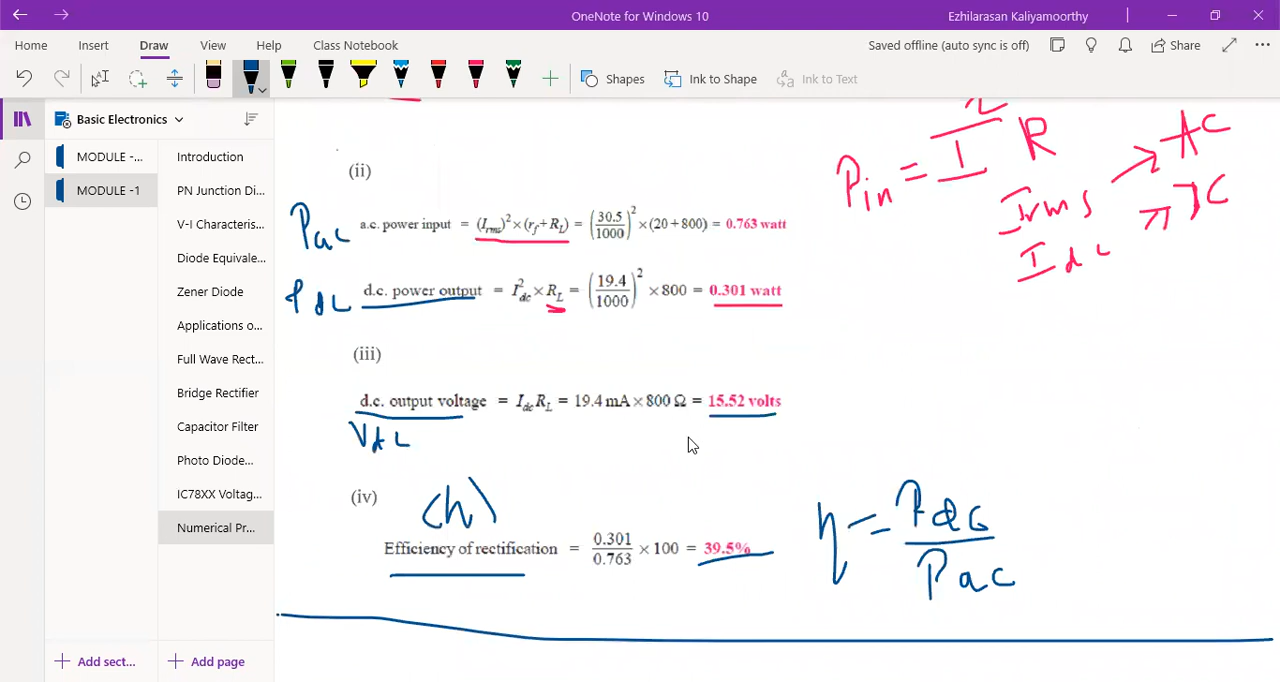 OneNote for Windows 10
Ezhilarasan Kaliyamoorthy
Home Insert Draw View Help Class Notebook
Saved offline (auto sync is off) Share
Shapes Ink to Shape Ink to Text
Basic Electronics
MODULE -...
MODULE -1
Introduction
PN Junction Di...
V-I Characteris...
Diode Equivale...
Zener Diode
Applications o...
Full Wave Rect...
Bridge Rectifier
Capacitor Filter
Photo Diode...
IC78XX Voltag...
Numerical Pr...
+ Add sect...
+ Add page
Pin = I² R
Irms → AC
Idc DC
(ii)
Pac a.c. power input = (Irms)² × (rf + RL) = (30.5/1000)² × (20 + 800) = 0.763 watt
Pdc d.c. power output = I²dc × RL = (19.4/1000)² × 800 = 0.301 watt
(iii)
d.c. output voltage = Idc RL = 19.4 mA × 800 Ω = 15.52 volts
Vdc
(iv)
(η)
Efficiency of rectification = 0.301/0.763 × 100 = 39.5%
η = Pdc/Pac